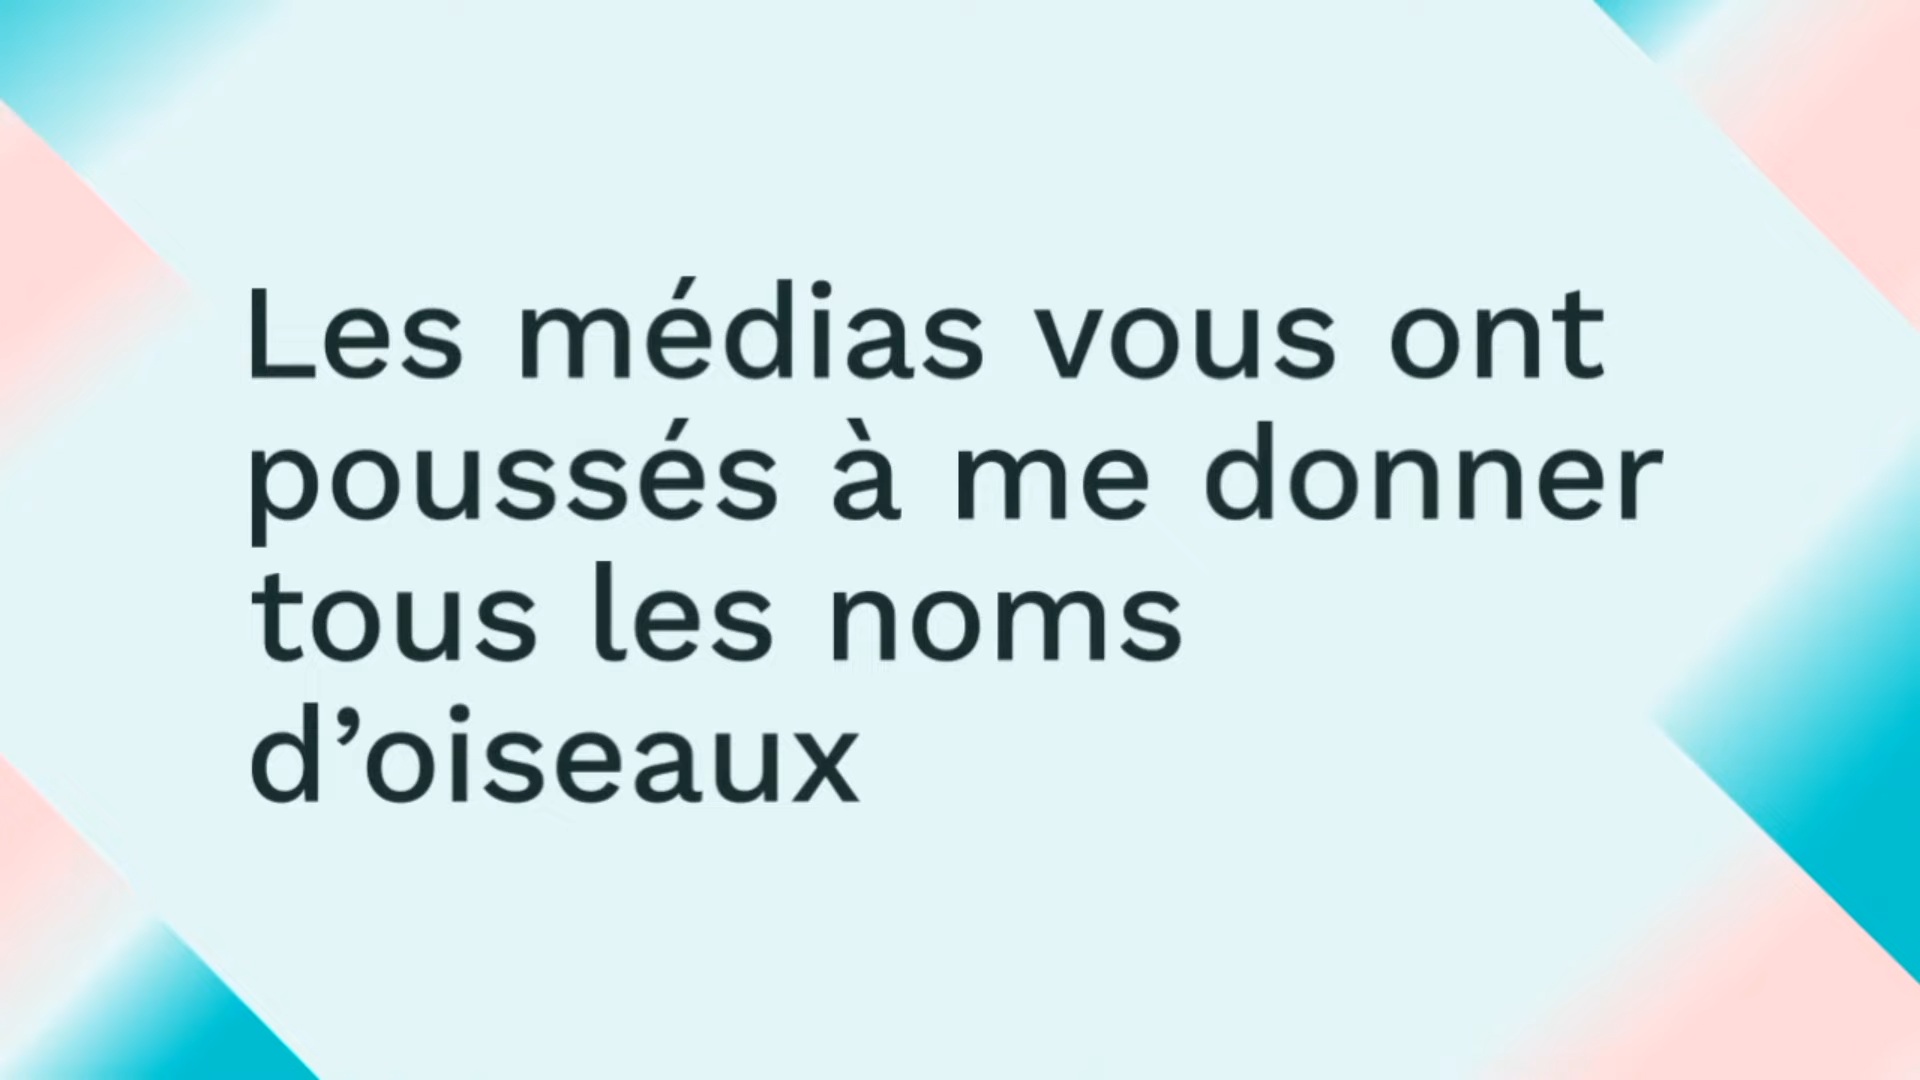 Les médias vous ont
poussés à me donner
tous les noms
d’oiseaux